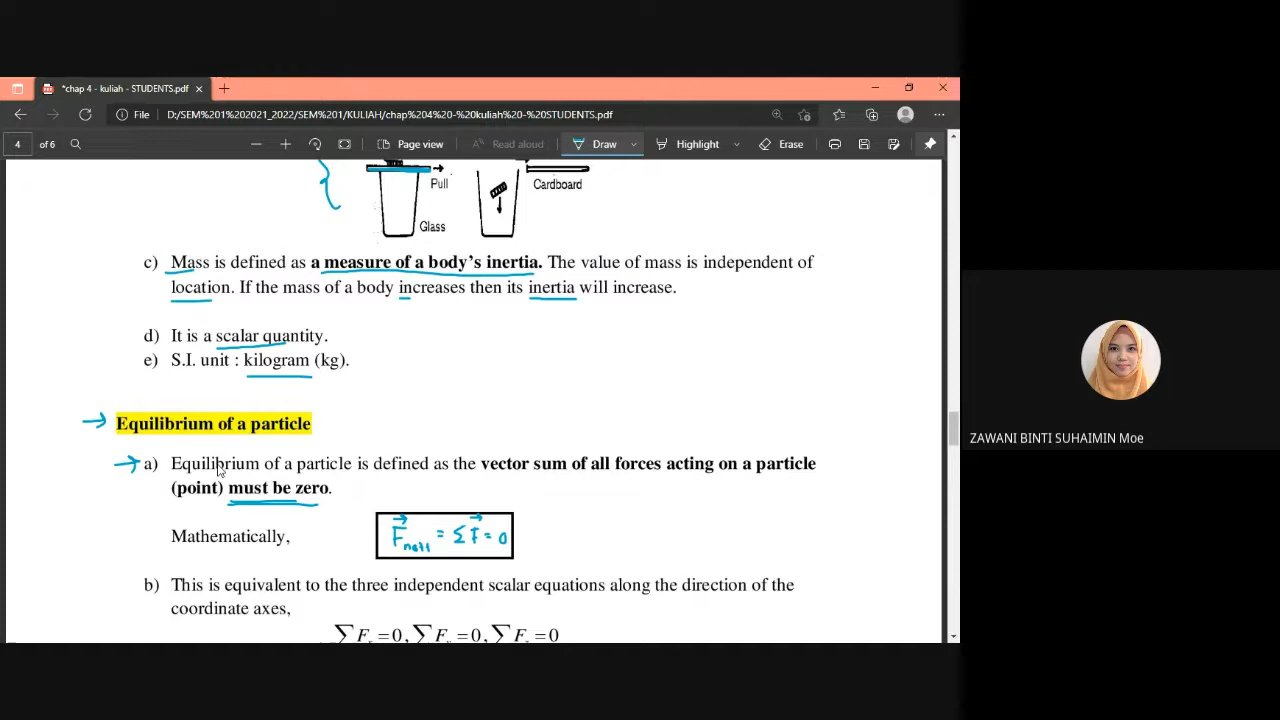 *chap 4 - kuliah - STUDENTS.pdf
File D:/SEM%201%202021_2022/SEM%201/KULIAH/chap%204%20-%20kuliah%20-%20STUDENTS.pdf
4 of 6 Page view Read aloud Draw Highlight Erase
Pull Cardboard
Glass
c) Mass is defined as a measure of a body's inertia. The value of mass is independent of
location. If the mass of a body increases then its inertia will increase.
d) It is a scalar quantity.
e) S.I. unit : kilogram (kg).
Equilibrium of a particle
a) Equilibrium of a particle is defined as the vector sum of all forces acting on a particle
(point) must be zero.
Mathematically, F⃗nett = ΣF⃗ = 0
b) This is equivalent to the three independent scalar equations along the direction of the
coordinate axes,
∑F = 0, ∑F = 0, ∑F = 0
ZAWANI BINTI SUHAIMIN Moe